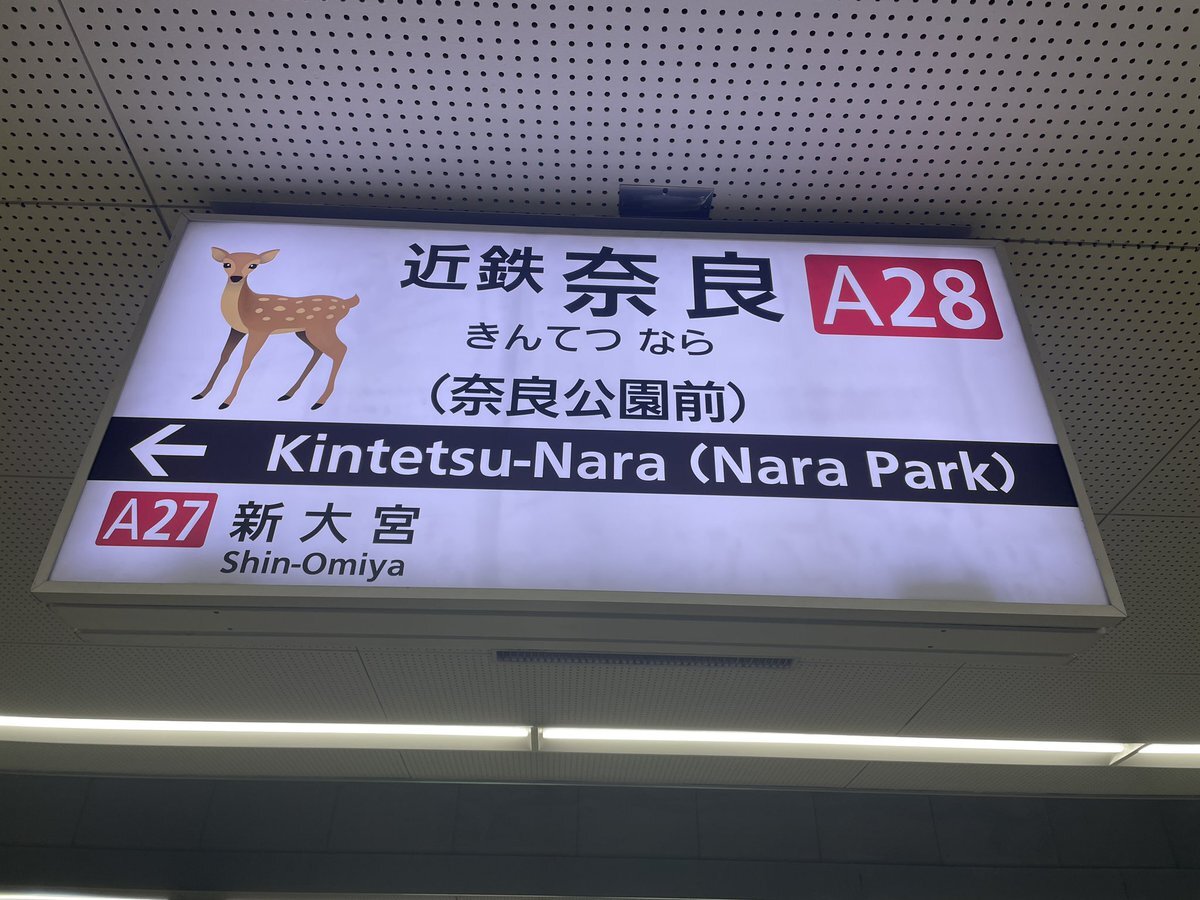 近鉄奈良 A28
きんてつ なら
(奈良公園前)
← Kintetsu-Nara (Nara Park)
A27 新大宮
Shin-Omiya